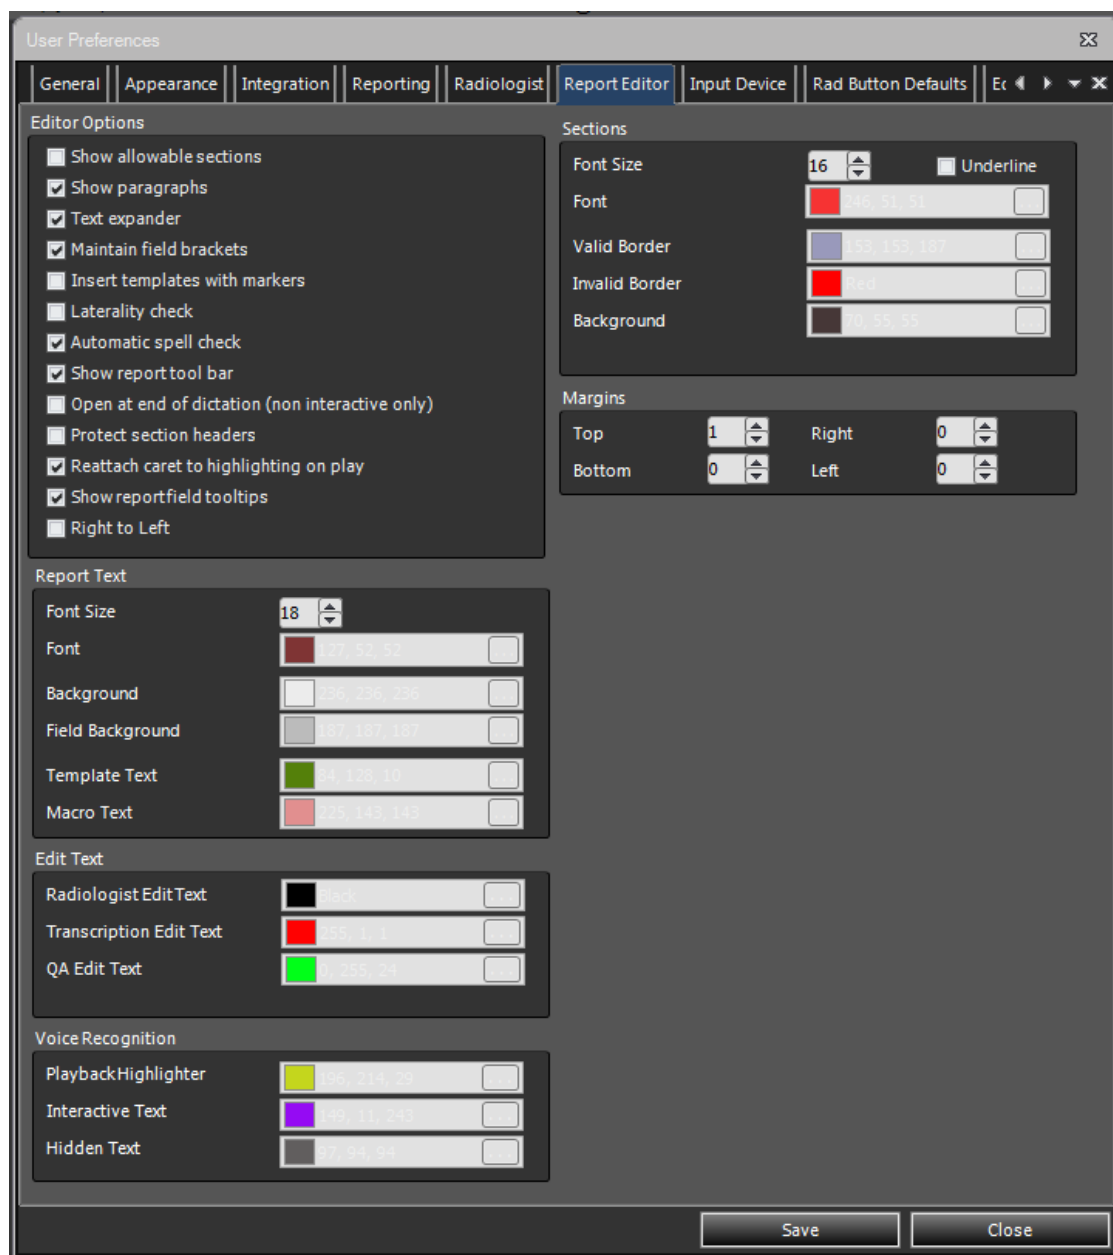 User Preferences
General Appearance Integration Reporting Radiologist Report Editor Input Device Rad Button Defaults
Editor Options
Show allowable sections
Show paragraphs
Text expander
Maintain field brackets
Insert templates with markers
Laterality check
Automatic spell check
Show report tool bar
Open at end of dictation (non interactive only)
Protect section headers
Reattach caret to highlighting on play
Show report field tooltips
Right to Left
Report Text
Font Size 18
Font 127, 52, 52 ...
Background 236, 236, 236 ...
Field Background 187, 187, 187 ...
Template Text 84, 128, 10 ...
Macro Text 225, 143, 143 ...
Edit Text
Radiologist Edit Text Black ...
Transcription Edit Text 255, 1, 1 ...
QA Edit Text 0, 255, 24 ...
Voice Recognition
Playback Highlighter 196, 214, 29 ...
Interactive Text 149, 11, 243 ...
Hidden Text 97, 94, 94 ...
Sections
Font Size 16 Underline
Font 246, 51, 51 ...
Valid Border 153, 153, 187 ...
Invalid Border Red ...
Background 70, 55, 55 ...
Margins
Top 1 Right 0
Bottom 0 Left 0
Save Close